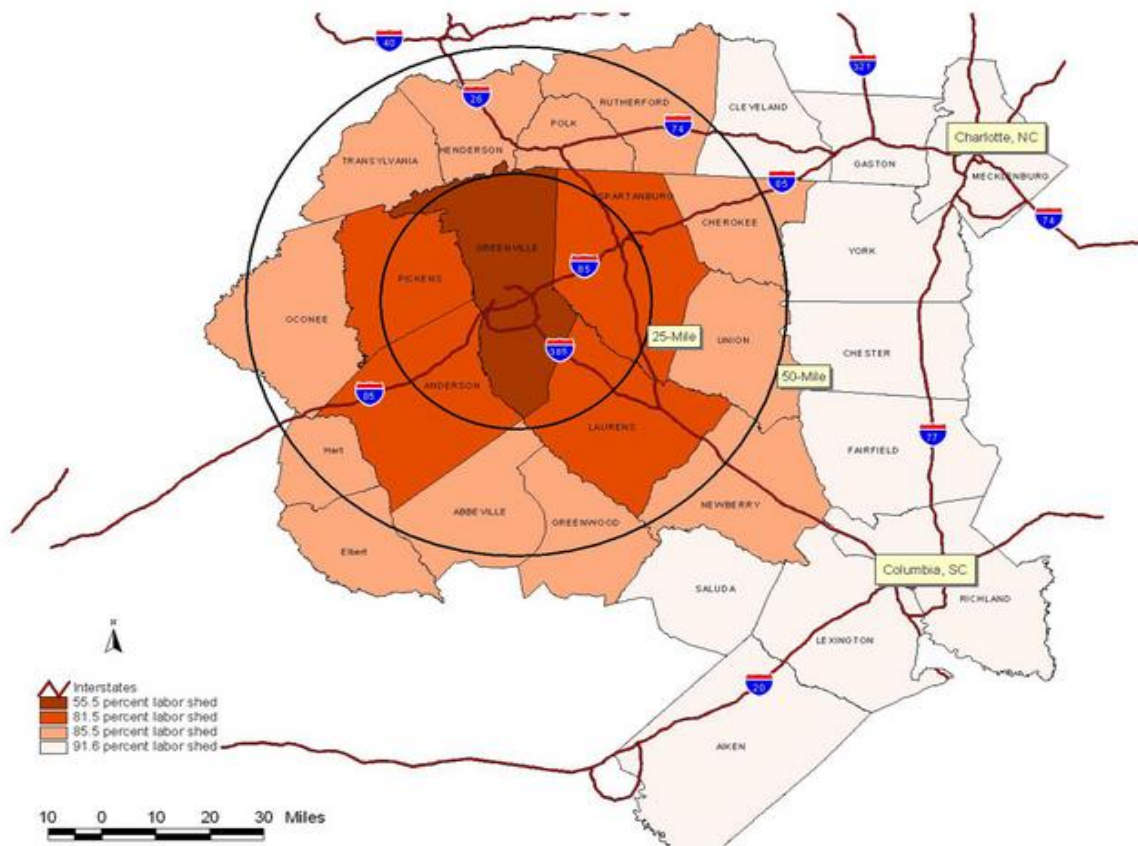 40
321
26
RUTHERFORD
CLEVELAND
POLK
74
Charlotte, NC
HENDERSON
TRANSYLVANIA
GASTON
MECKLENBURG
85
SPARTANBURG
74
CHEROKEE
GREENVILLE
YORK
85
PICKENS
OCONEE
25-Mile
UNION
385
CHESTER
50-Mile
ANDERSON
85
LAURENS
77
Hart
FAIRFIELD
NEWBERRY
ABBEVILLE
GREENWOOD
Elbert
Columbia, SC
SALUDA
RICHLAND
LEXINGTON
N
Interstates
55.5 percent labor shed
81.5 percent labor shed
85.5 percent labor shed
91.6 percent labor shed
20
AIKEN
10 0 10 20 30 Miles